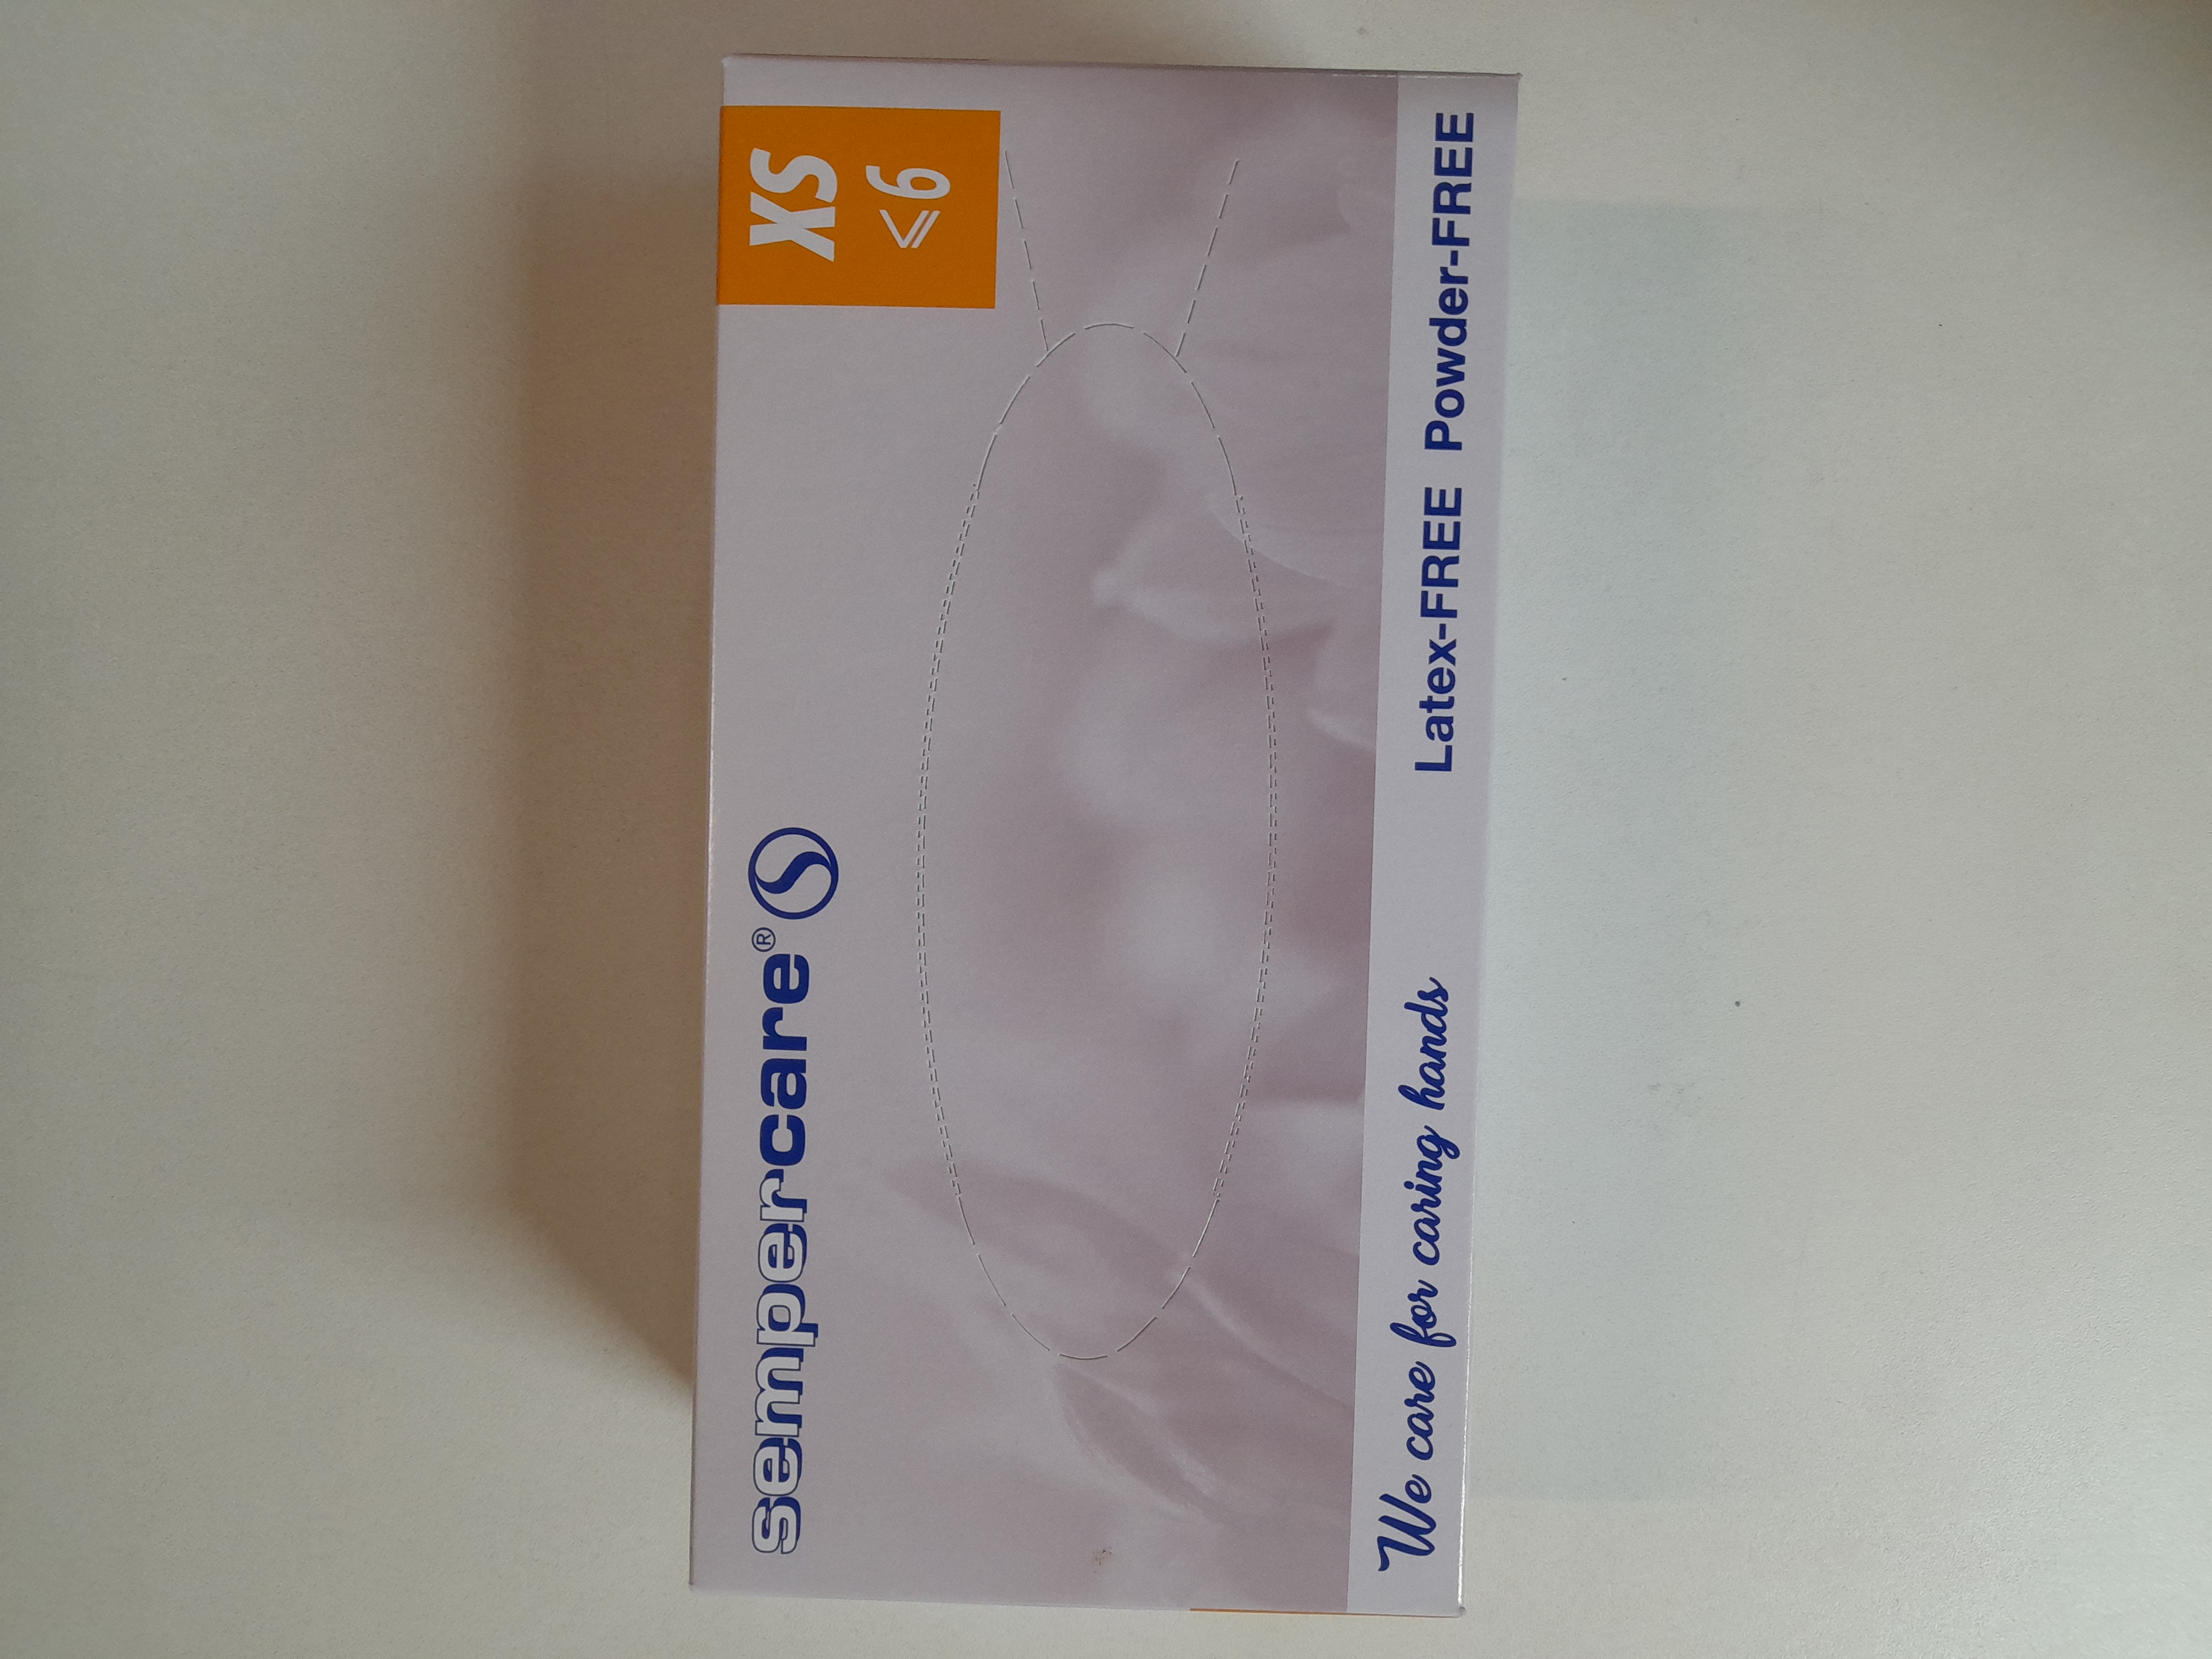 sempercare®
XS
⩽6
We care for caring hands
Latex-FREE Powder-FREE